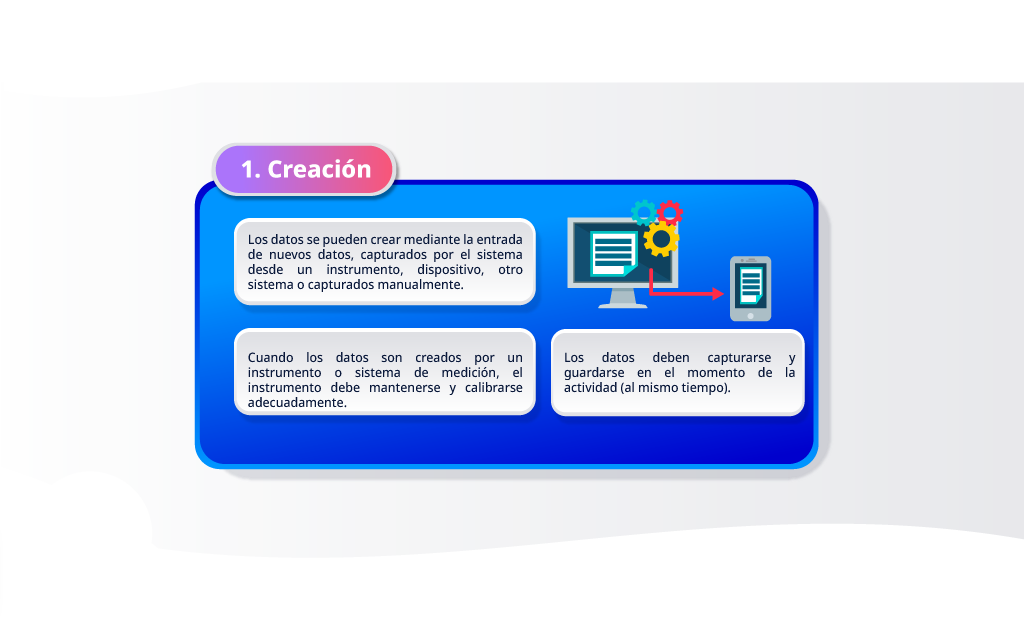 1. Creación
Los datos se pueden crear mediante la entrada
de nuevos datos, capturados por el sistema
desde un instrumento, dispositivo, otro
sistema o capturados manualmente.
Cuando los datos son creados por un
instrumento o sistema de medición, el
instrumento debe mantenerse y calibrarse
adecuadamente.
Los datos deben capturarse y
guardarse en el momento de la
actividad (al mismo tiempo).